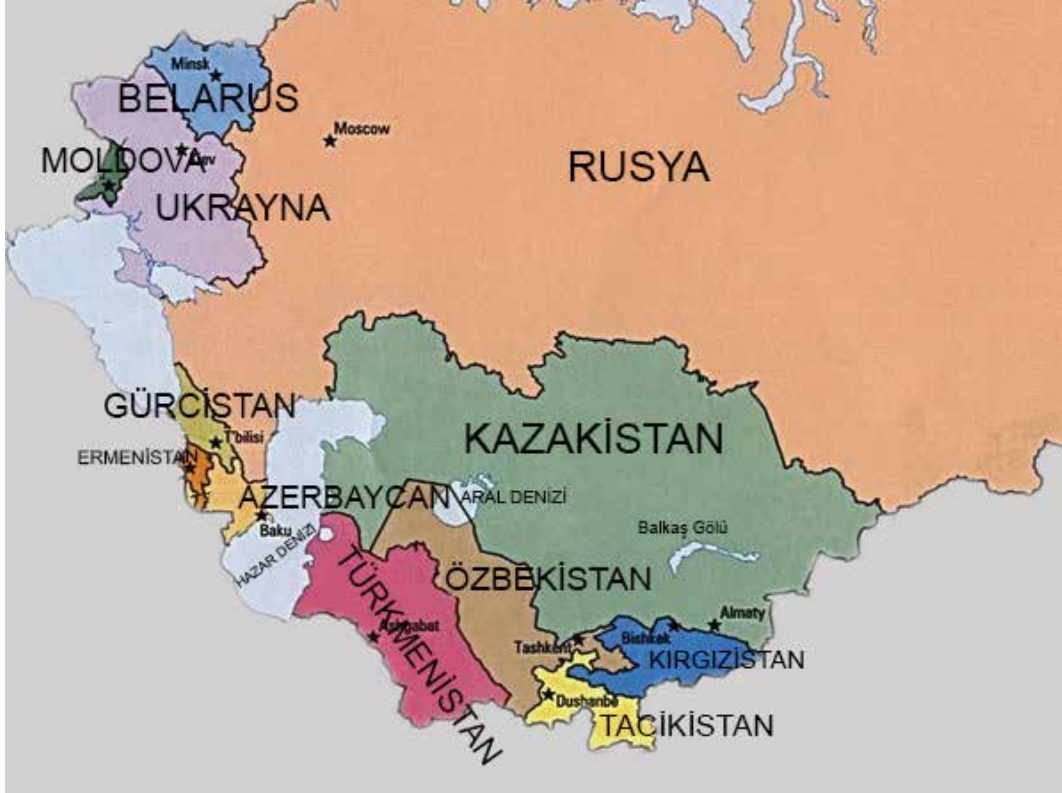 Minsk
BELARUS
Moscow
MOLDOVA
RUSYA
UKRAYNA
GÜRCİSTAN
T'bilisi
KAZAKİSTAN
ERMENİSTAN
AZERBAYCAN
ARAL DENİZİ
Baku
Balkaş Gölü
HAZAR DENİZİ
TÜRKMENİSTAN
ÖZBEKİSTAN
Ashgabat
Almaty
Tashkent
Bishkek
KIRGIZİSTAN
Dushanbe
TACİKİSTAN